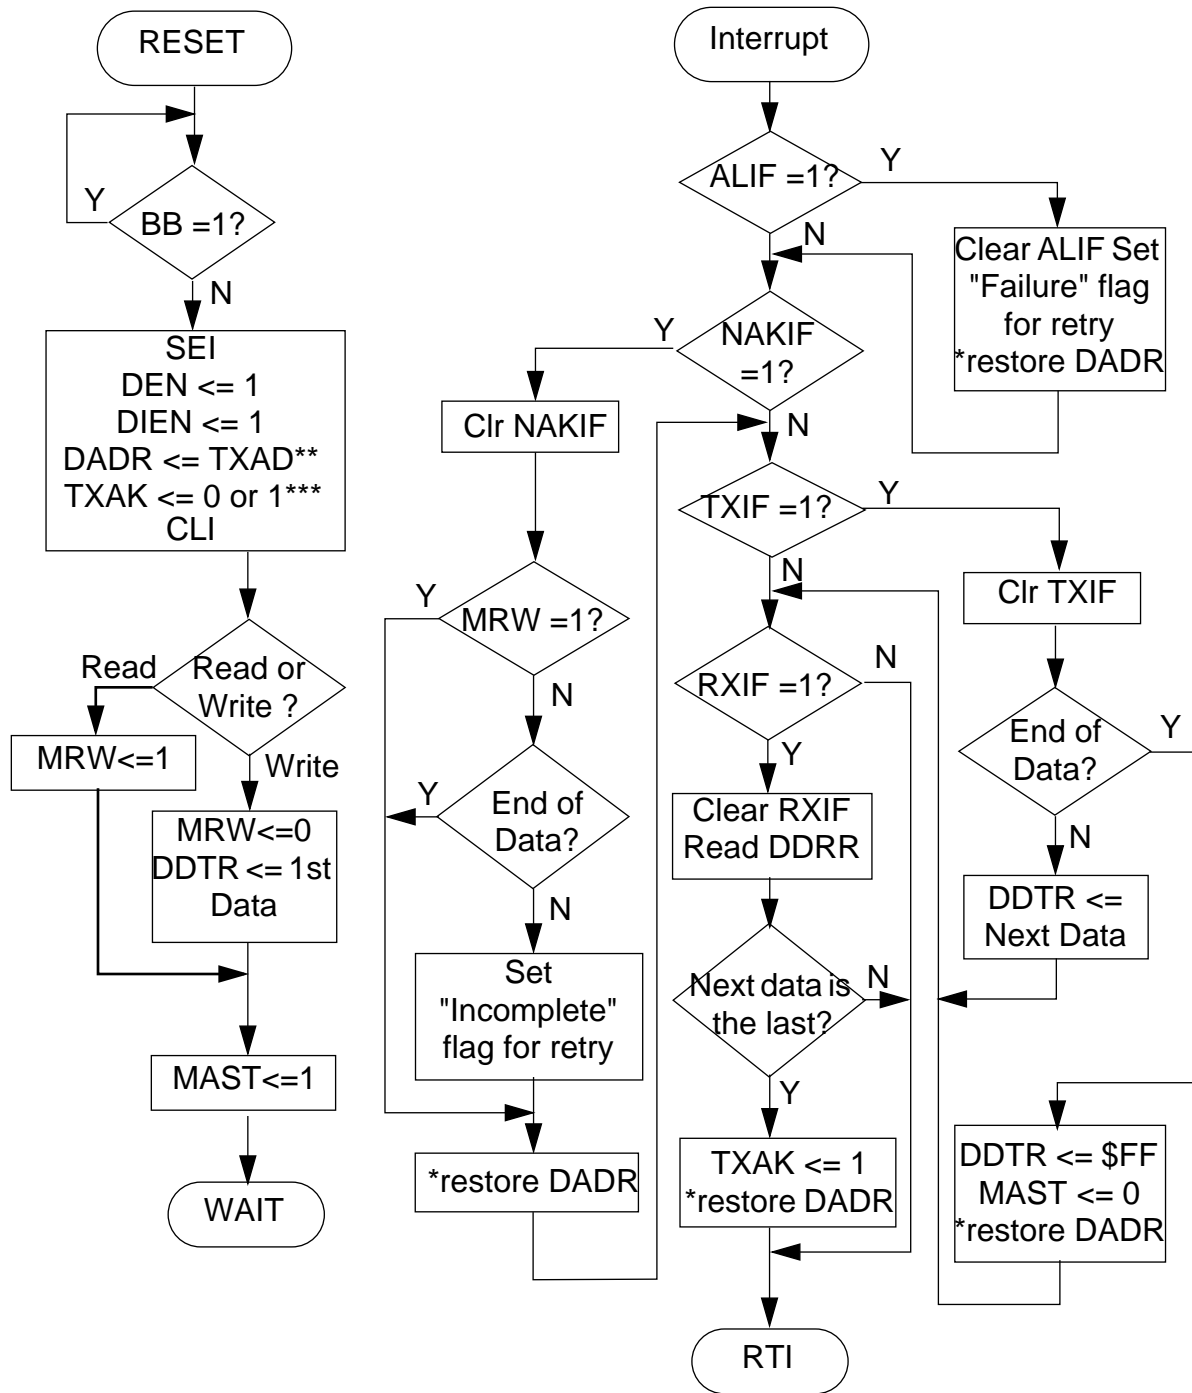 RESET
Y
BB =1?
N
SEI
DEN <= 1
DIEN <= 1
DADR <= TXAD**
TXAK <= 0 or 1***
CLI
Read
Read or
Write ?
MRW<=1
Write
MRW<=0
DDTR <= 1st
Data
MAST<=1
WAIT
Interrupt
ALIF =1?
Y
N
Clear ALIF Set
"Failure" flag
for retry
*restore DADR
Y
NAKIF
=1?
N
Clr NAKIF
Y
MRW =1?
N
Y
End of
Data?
N
Set
"Incomplete"
flag for retry
*restore DADR
TXIF =1?
Y
N
Clr TXIF
RXIF =1?
N
Y
End of
Data?
Y
N
Clear RXIF
Read DDRR
DDTR <=
Next Data
Next data is
the last?
N
Y
TXAK <= 1
*restore DADR
DDTR <= $FF
MAST <= 0
*restore DADR
RTI